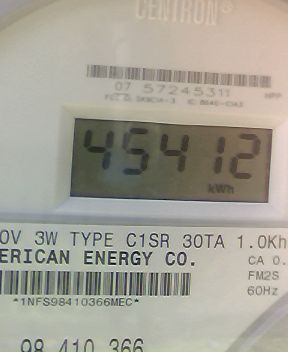 CENTRON®
07 57245311
45412
kWh
0V 3W TYPE C1SR 30TA 1.0Kh
ERICAN ENERGY CO.
CA 0.
FM2S
60Hz
*1NFS98410366MEC*
98 410 366